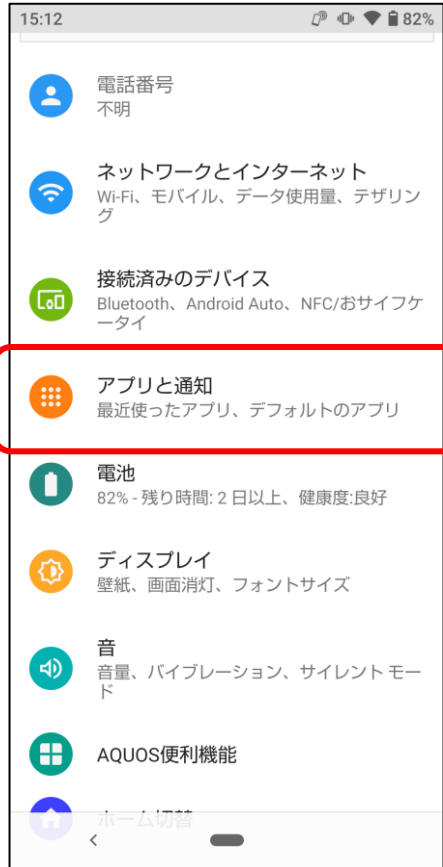 15:12
82%
電話番号
不明
ネットワークとインターネット
Wi-Fi、モバイル、データ使用量、テザリン
グ
接続済みのデバイス
Bluetooth、Android Auto、NFC/おサイフケ
ータイ
アプリと通知
最近使ったアプリ、デフォルトのアプリ
電池
82% - 残り時間: 2 日以上、健康度:良好
ディスプレイ
壁紙、画面消灯、フォントサイズ
音
音量、バイブレーション、サイレント モー
ド
AQUOS便利機能
ホーム切替